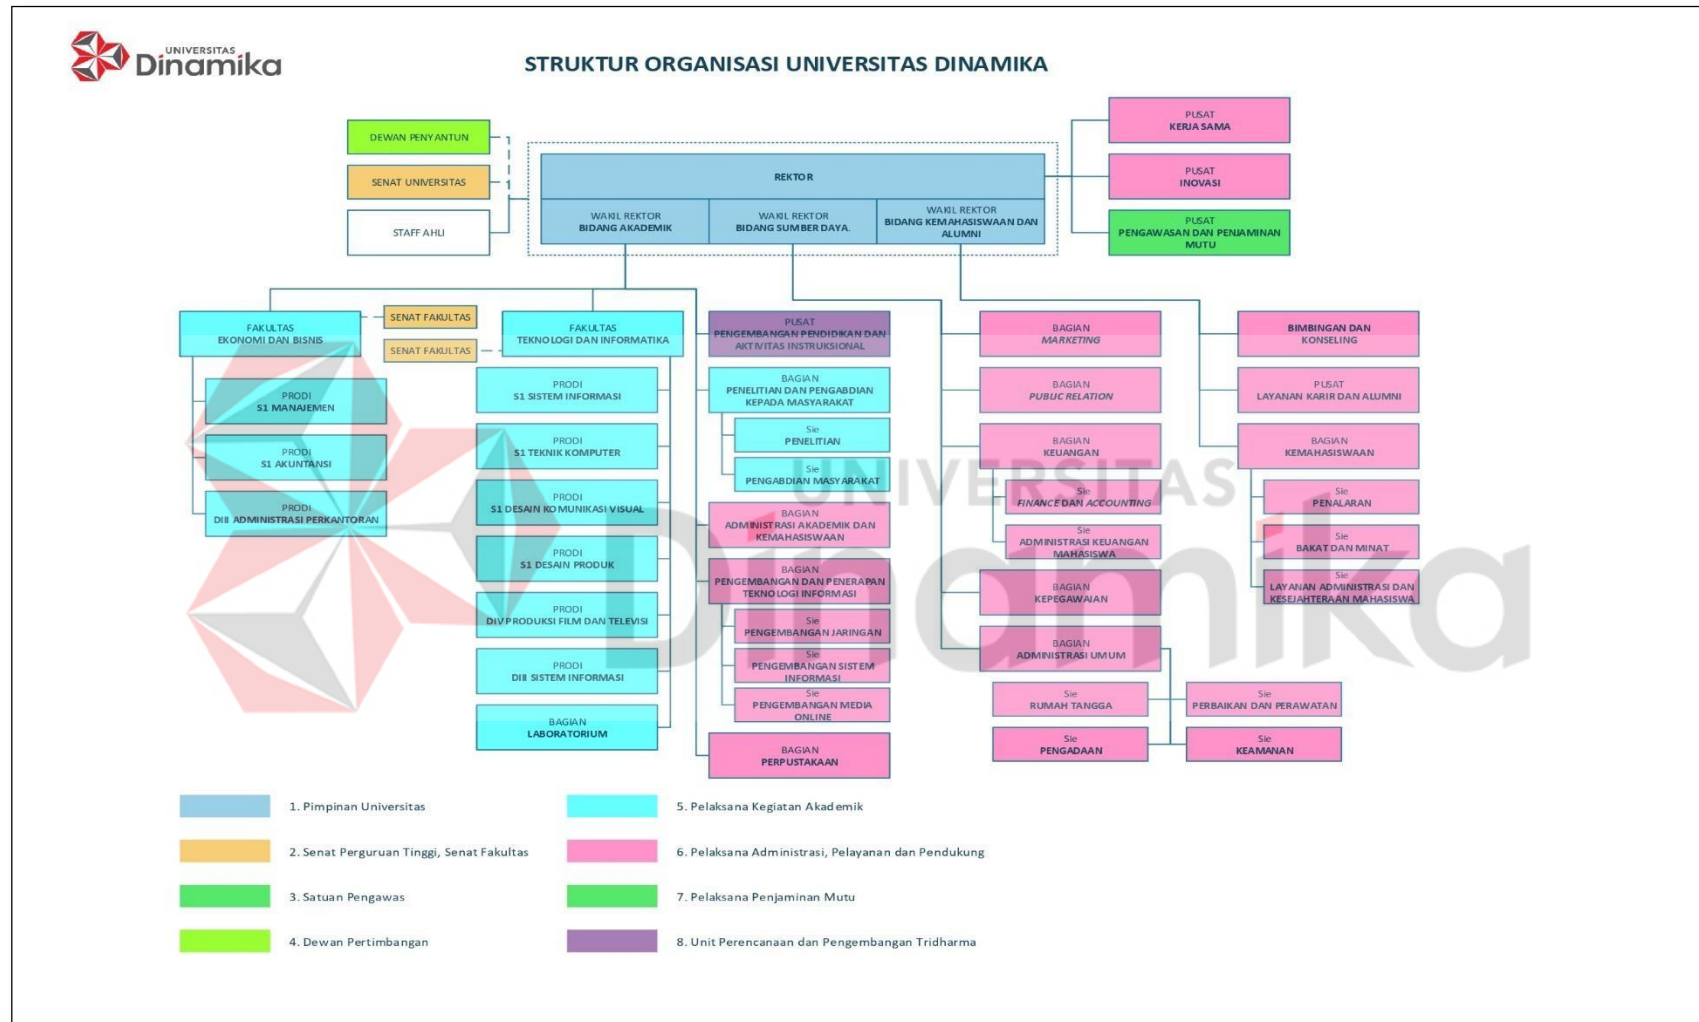 UNIVERSITAS
Dinamika
STRUKTUR ORGANISASI UNIVERSITAS DINAMIKA
DEWAN PENYANTUN
SENAT UNIVERSITAS
STAFF AHLI
REKTOR
WAKIL REKTOR
BIDANG AKADEMIK
WAKIL REKTOR
BIDANG SUMBER DAYA.
WAKIL REKTOR
BIDANG KEMAHASISWAAN DAN
ALUMNI
PUSAT
KERJA SAMA
PUSAT
INOVASI
PUSAT
PENGAWASAN DAN PENJAMINAN
MUTU
FAKULTAS
EKONOMI DAN BISNIS
SENAT FAKULTAS
SENAT FAKULTAS
PRODI
S1 MANAJEMEN
PRODI
S1 AKUNTANSI
PRODI
DIII ADMINISTRASI PERKANTORAN
FAKULTAS
TEKNOLOGI DAN INFORMATIKA
PRODI
S1 SISTEM INFORMASI
PRODI
S1 TEKNIK KOMPUTER
PRODI
S1 DESAIN KOMUNIKASI VISUAL
PRODI
S1 DESAIN PRODUK
PRODI
DIV PRODUKSI FILM DAN TELEVISI
PRODI
DIII SISTEM INFORMASI
BAGIAN
LABORATORIUM
PUSAT
PENGEMBANGAN PENDIDIKAN DAN
AKTIVITAS INSTRUKSIONAL
BAGIAN
PENELITIAN DAN PENGABDIAN
KEPADA MASYARAKAT
Sie
PENELITIAN
Sie
PENGABDIAN MASYARAKAT
BAGIAN
ADMINISTRASI AKADEMIK DAN
KEMAHASISWAAN
BAGIAN
PENGEMBANGAN DAN PENERAPAN
TEKNOLOGI INFORMASI
Sie
PENGEMBANGAN JARINGAN
Sie
PENGEMBANGAN SISTEM
INFORMASI
Sie
PENGEMBANGAN MEDIA
ONLINE
BAGIAN
PERPUSTAKAAN
BAGIAN
MARKETING
BAGIAN
PUBLIC RELATION
BAGIAN
KEUANGAN
Sie
FINANCE DAN ACCOUNTING
Sie
ADMINISTRASI KEUANGAN
MAHASISWA
BAGIAN
KEPEGAWAIAN
BAGIAN
ADMINISTRASI UMUM
Sie
RUMAH TANGGA
Sie
PERBAIKAN DAN PERAWATAN
Sie
PENGADAAN
Sie
KEAMANAN
BIMBINGAN DAN
KONSELING
PUSAT
LAYANAN KARIR DAN ALUMNI
BAGIAN
KEMAHASISWAAN
Sie
PENALARAN
Sie
BAKAT DAN MINAT
Sie
LAYANAN ADMINISTRASI DAN
KESEJAHTERAAN MAHASISWA
UNIVERSITAS
Dinamika
1. Pimpinan Universitas
2. Senat Perguruan Tinggi, Senat Fakultas
3. Satuan Pengawas
4. Dewan Pertimbangan
5. Pelaksana Kegiatan Akademik
6. Pelaksana Administrasi, Pelayanan dan Pendukung
7. Pelaksana Penjaminan Mutu
8. Unit Perencanaan dan Pengembangan Tridharma